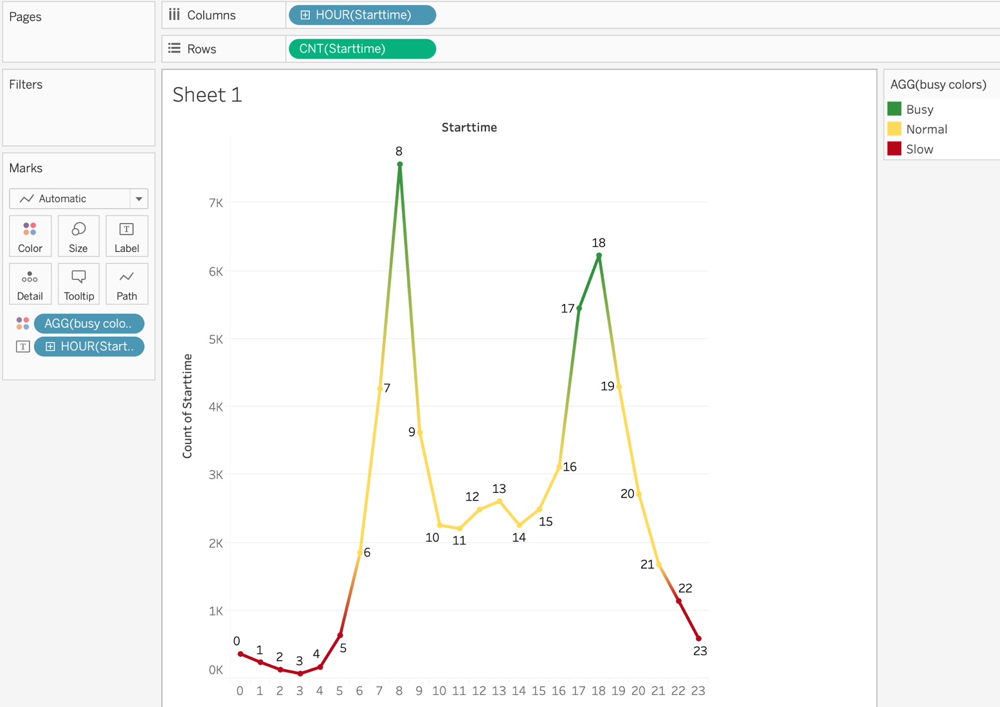 Pages
Columns
HOUR(Starttime)
Rows
CNT(Starttime)
Filters
Marks
Automatic
Color
Size
T
Label
Detail
Tooltip
Path
AGG(busy colo..
T
HOUR(Start..
Sheet 1
Starttime
Count of Starttime
7K
6K
5K
4K
3K
2K
1K
0K
0
1
2
3
4
5
6
7
8
9
10
11
12
13
14
15
16
17
18
19
20
21
22
23
0 1 2 3 4 5 6 7 8 9 10 11 12 13 14 15 16 17 18 19 20 21 22 23
AGG(busy colors)
Busy
Normal
Slow